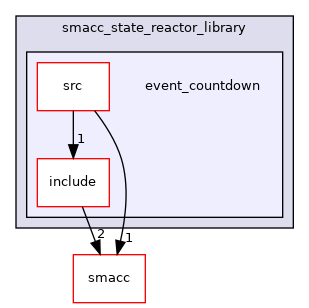 smacc_state_reactor_library
src
event_countdown
1
include
2
1
smacc